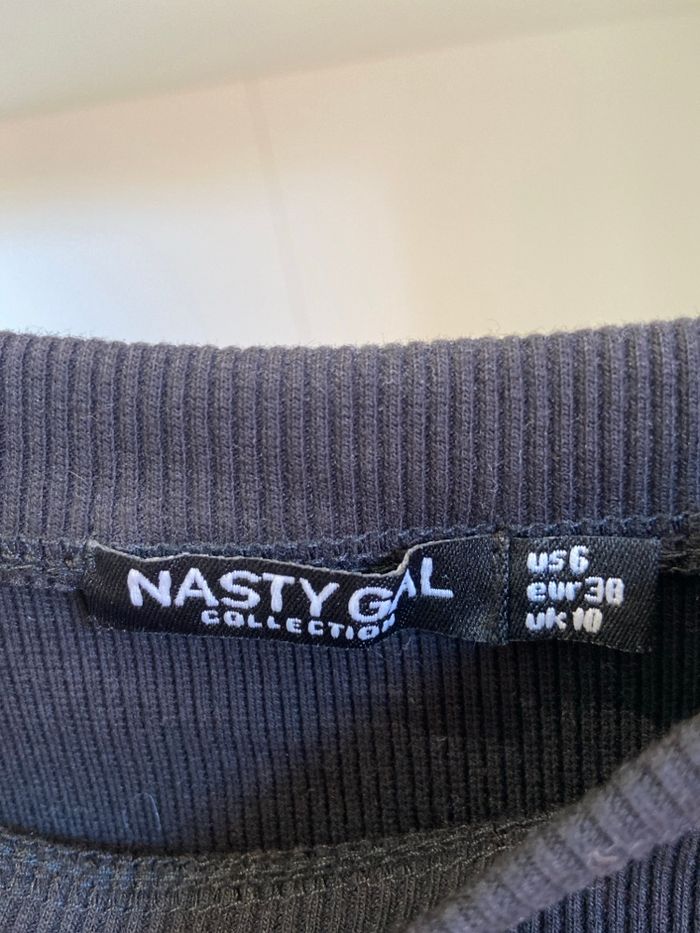 NASTY GAL
COLLECTION
us6
eur38
uk10